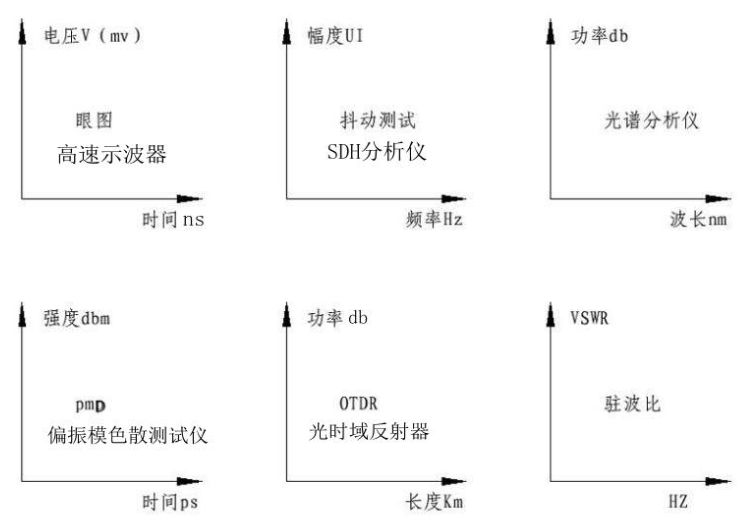 电压V（mv）
眼图
高速示波器
时间ns
幅度UI
抖动测试
SDH分析仪
频率Hz
功率db
光谱分析仪
波长nm
强度dbm
pmD
偏振模色散测试仪
时间ps
功率db
OTDR
光时域反射器
长度Km
VSWR
驻波比
HZ